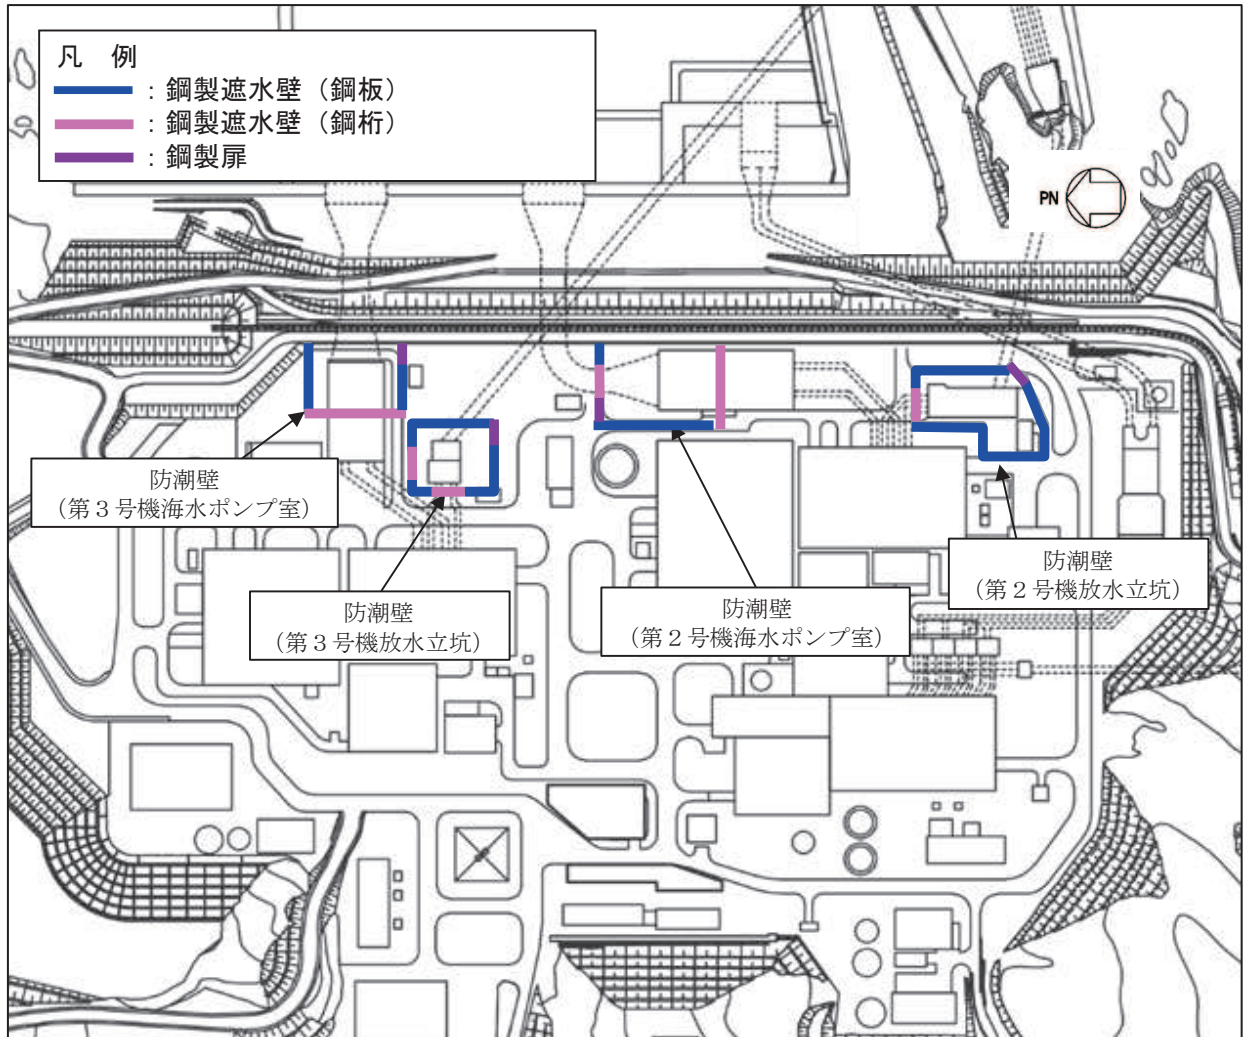 凡　例
：鋼製遮水壁（鋼板）
：鋼製遮水壁（鋼桁）
：鋼製扉
PN
防潮壁
（第３号機海水ポンプ室）
防潮壁
（第３号機放水立坑）
防潮壁
（第２号機海水ポンプ室）
防潮壁
（第２号機放水立坑）